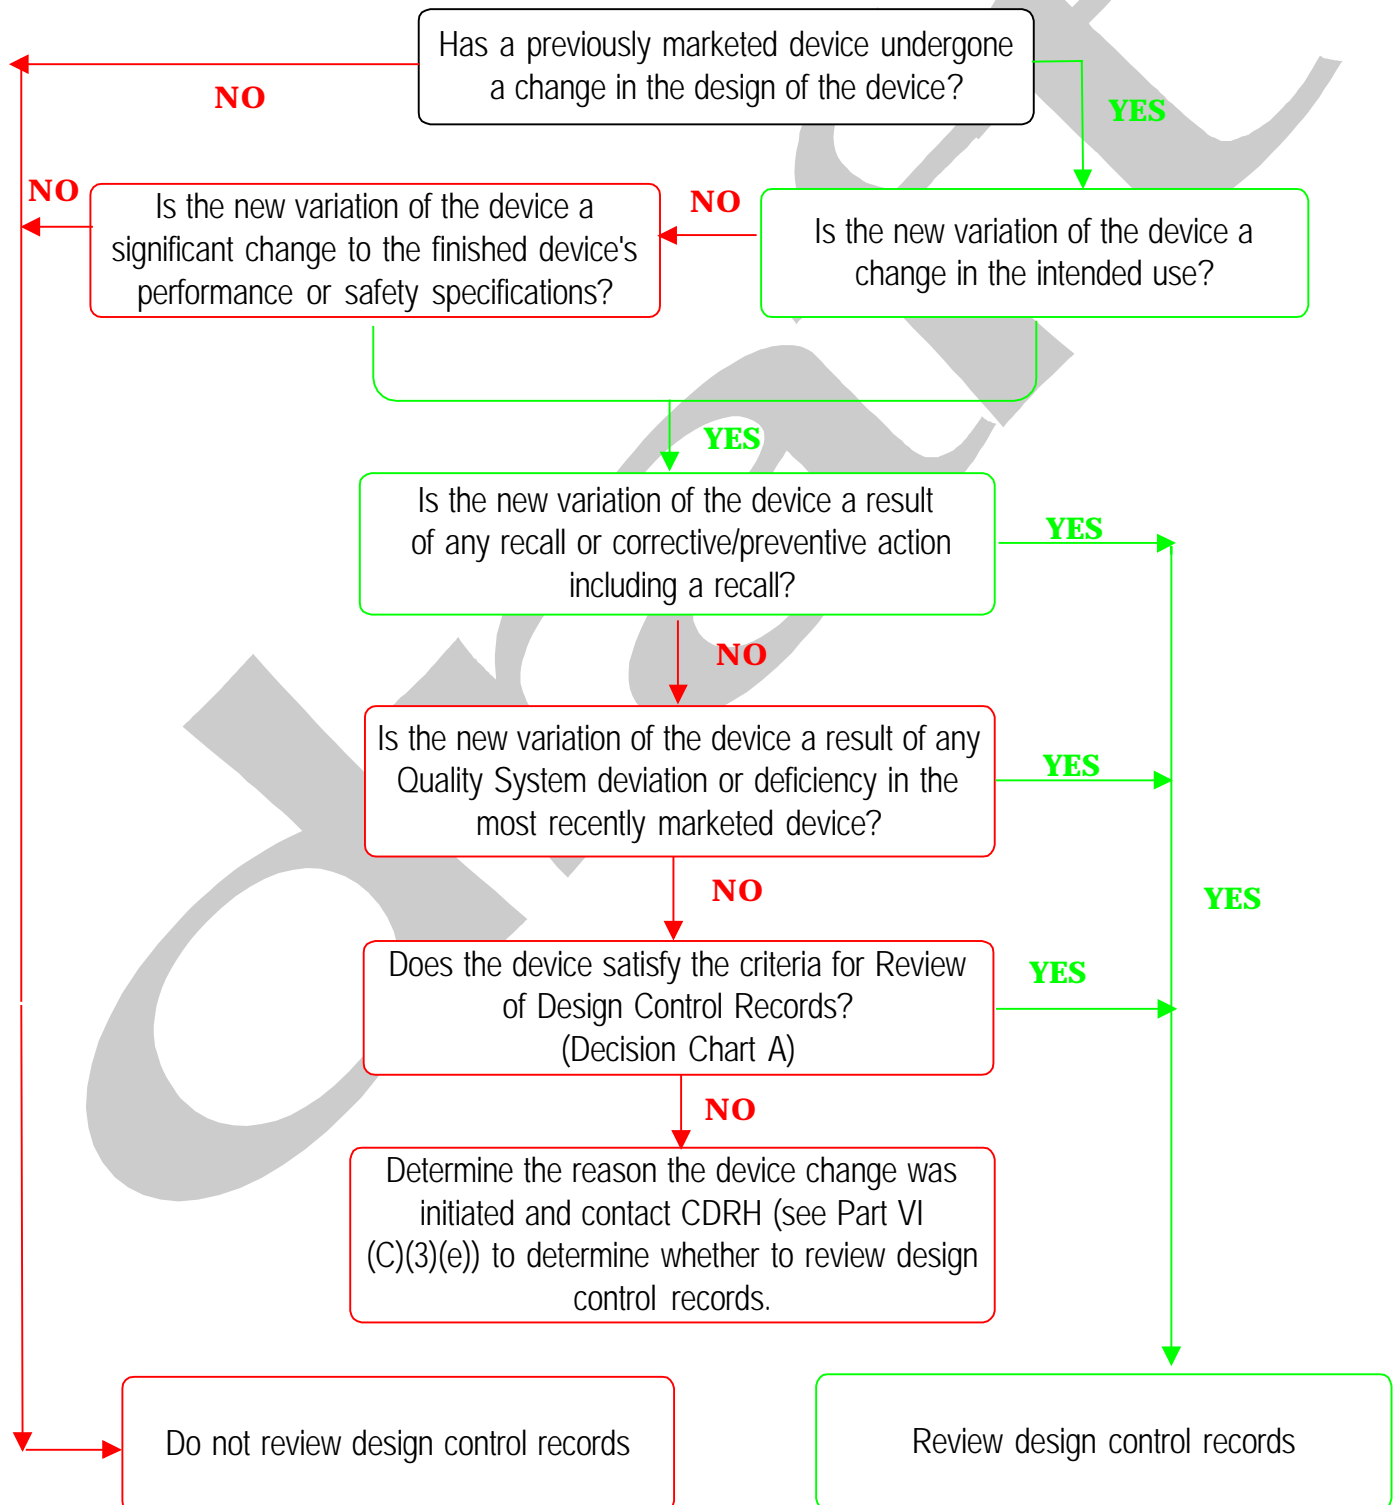 Has a previously marketed device undergone
a change in the design of the device?
NO
YES
NO
Is the new variation of the device a
significant change to the finished device's
performance or safety specifications?
NO
Is the new variation of the device a
change in the intended use?
YES
Is the new variation of the device a result
of any recall or corrective/preventive action
including a recall?
YES
NO
Is the new variation of the device a result of any
Quality System deviation or deficiency in the
most recently marketed device?
YES
NO
YES
Does the device satisfy the criteria for Review
of Design Control Records?
(Decision Chart A)
YES
NO
Determine the reason the device change was
initiated and contact CDRH (see Part VI
(C)(3)(e)) to determine whether to review design
control records.
Do not review design control records
Review design control records
draft